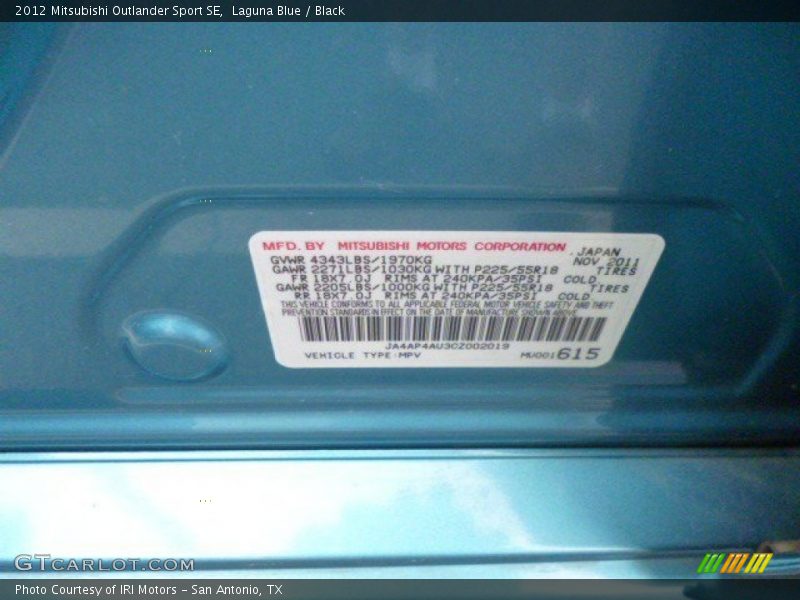 2012 Mitsubishi Outlander Sport SE,  Laguna Blue / Black
MFD. BY MITSUBISHI MOTORS CORPORATION, JAPAN
GVWR 4343LBS/1970KG NOV 2011
GAWR 2271LBS/1030KG WITH P225/55R18 TIRES
FR 18X7.0J RIMS AT 240KPA/35PSI COLD
GAWR 2205LBS/1000KG WITH P225/55R18 TIRES
RR 18X7.0J RIMS AT 240KPA/35PSI COLD
THIS VEHICLE CONFORMS TO ALL APPLICABLE FEDERAL MOTOR VEHICLE SAFETY AND THEFT
PREVENTION STANDARDS IN EFFECT ON THE DATE OF MANUFACTURE SHOWN ABOVE.
JA4AP4AU3CZ002019
VEHICLE TYPE:MPV MU001615
GTCARLOT.COM
Photo Courtesy of IRI Motors – San Antonio, TX